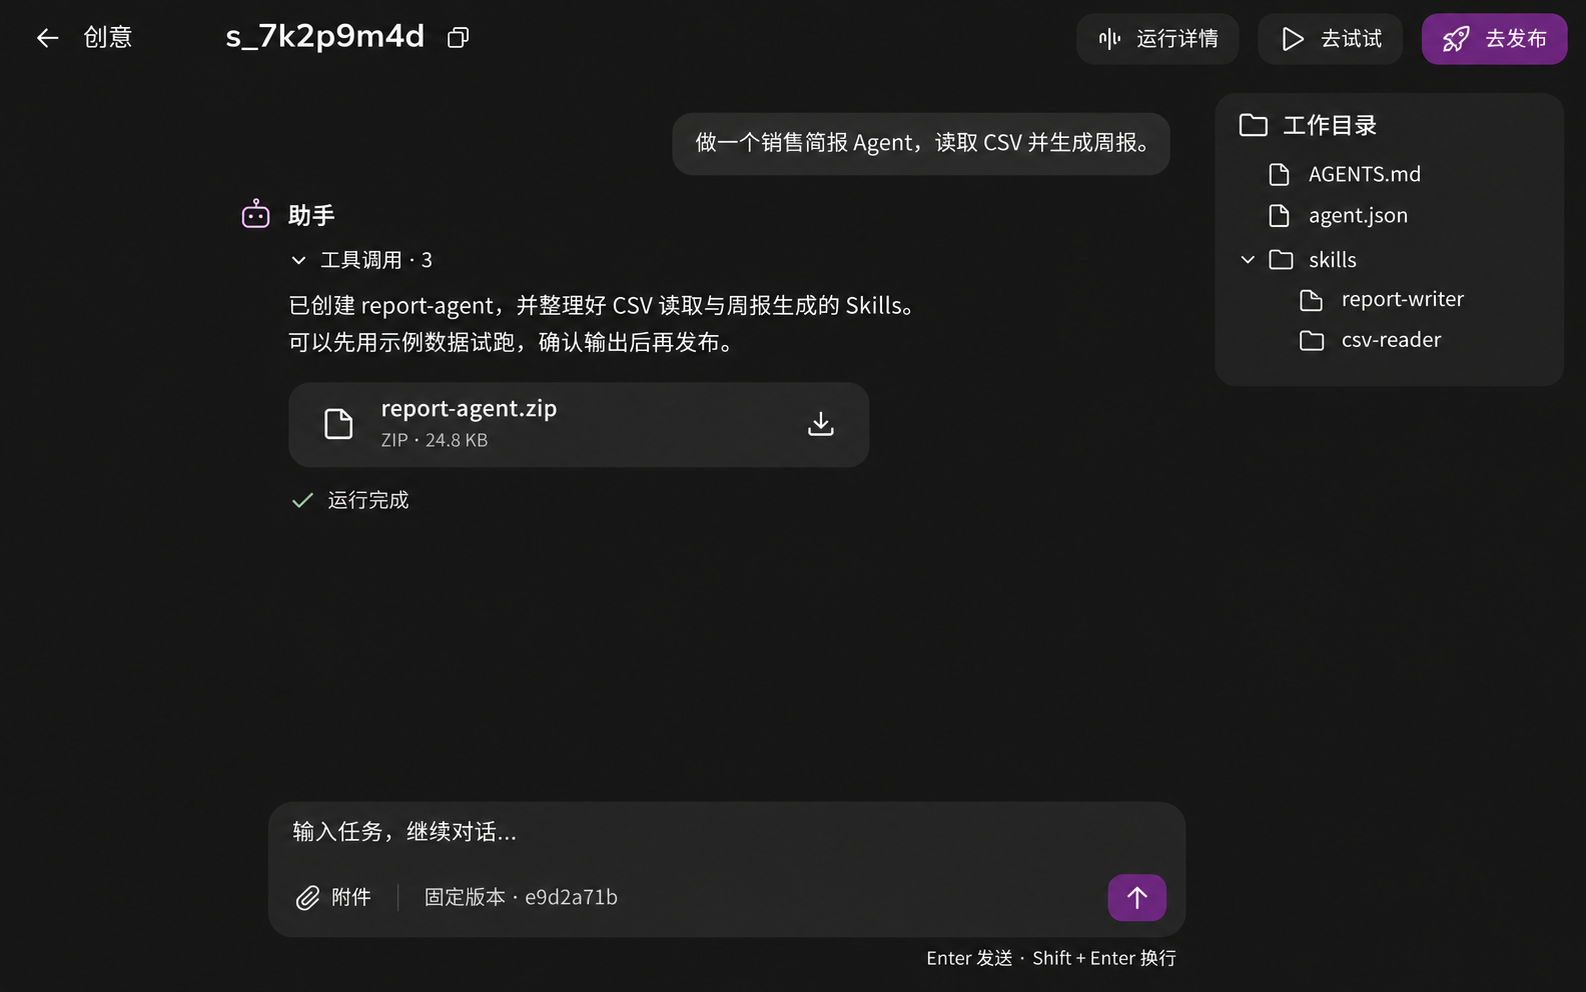 创意
s_7k2p9m4d
运行详情
去试试
去发布
做一个销售简报 Agent，读取 CSV 并生成周报。
助手
工具调用 · 3
已创建 report-agent，并整理好 CSV 读取与周报生成的 Skills。
可以先用示例数据试跑，确认输出后再发布。
report-agent.zip
ZIP · 24.8 KB
运行完成
工作目录
AGENTS.md
agent.json
skills
report-writer
csv-reader
输入任务，继续对话...
附件
固定版本 · e9d2a71b
Enter 发送 · Shift + Enter 换行